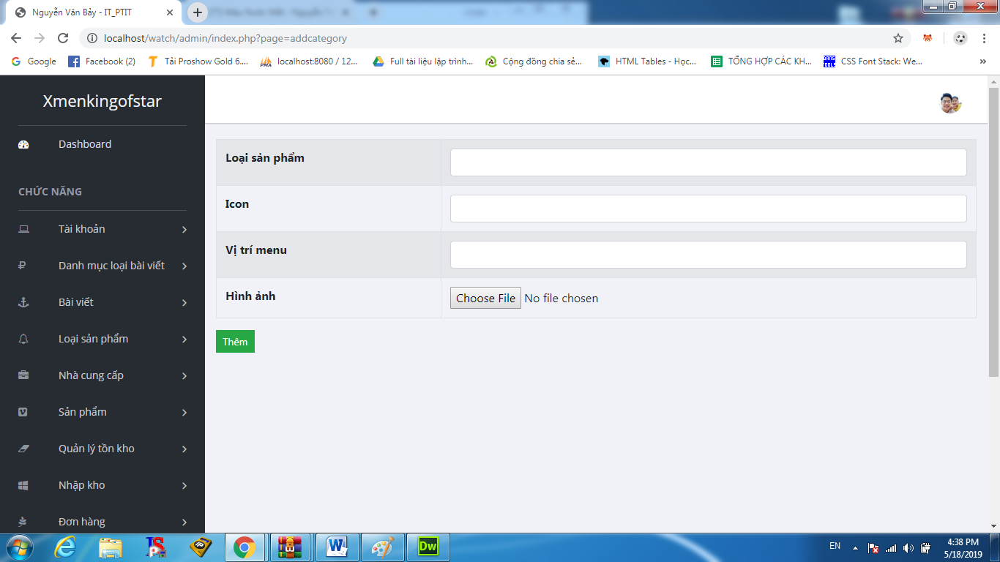 Nguyễn Văn Bảy - IT_PTIT
localhost/watch/admin/index.php?page=addcategory
Google
Facebook (2)
Tải Proshow Gold 6....
localhost:8080 / 12...
Full tài liệu lập trình...
Cộng đồng chia sẻ...
HTML Tables - Học...
TỔNG HỢP CÁC KH...
CSS Font Stack: We...
»
Xmenkingofstar
Dashboard
CHỨC NĂNG
Tài khoản
Danh mục loại bài viết
Bài viết
Loại sản phẩm
Nhà cung cấp
Sản phẩm
Quản lý tồn kho
Nhập kho
Đơn hàng
Loại sản phẩm
Icon
Vị trí menu
Hình ảnh
Choose File No file chosen
Thêm
EN
4:38 PM
5/18/2019